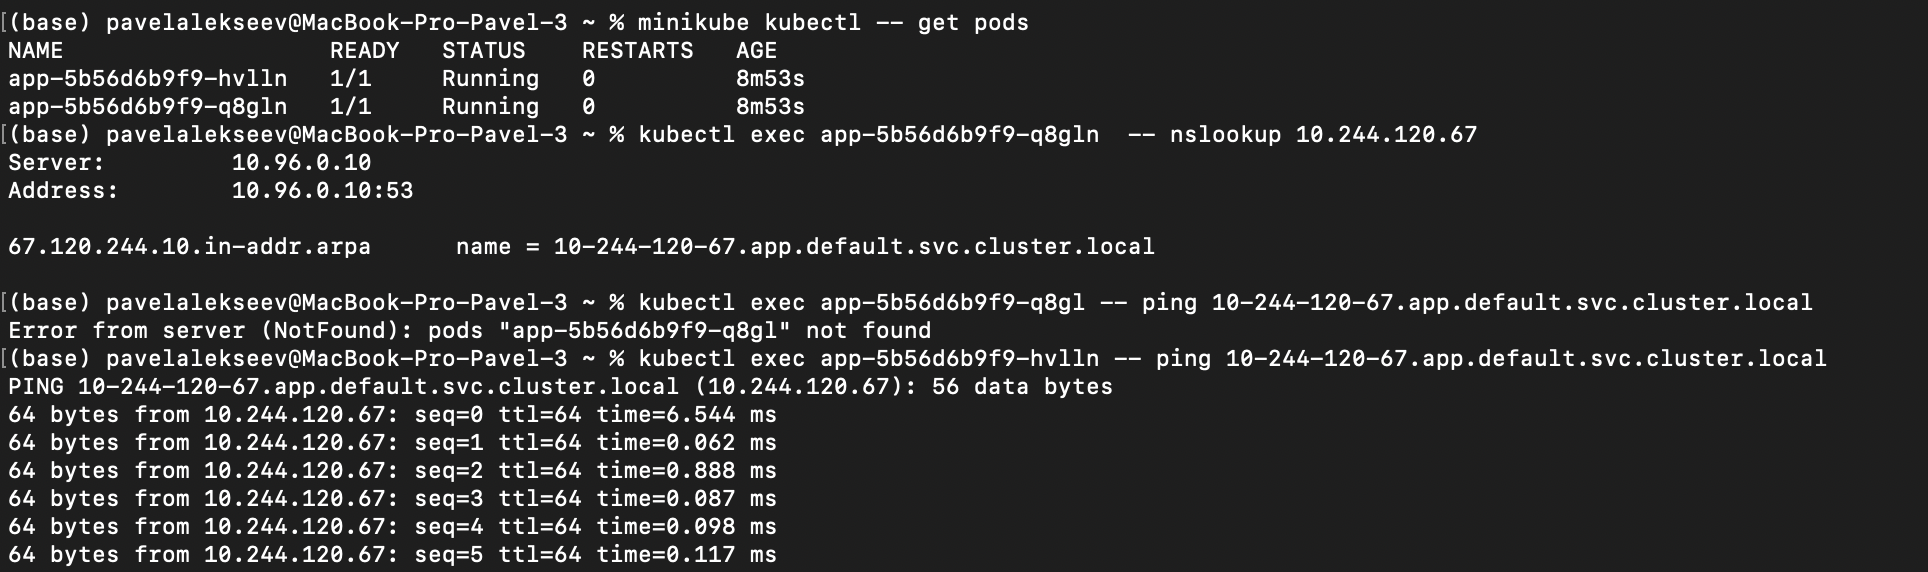 [(base) pavelalekseev@MacBook-Pro-Pavel-3 ~ % minikube kubectl -- get pods
NAME                   READY   STATUS    RESTARTS   AGE
app-5b56d6b9f9-hvlln   1/1     Running   0          8m53s
app-5b56d6b9f9-q8gln   1/1     Running   0          8m53s
[(base) pavelalekseev@MacBook-Pro-Pavel-3 ~ % kubectl exec app-5b56d6b9f9-q8gln  -- nslookup 10.244.120.67
Server:         10.96.0.10
Address:        10.96.0.10:53
67.120.244.10.in-addr.arpa      name = 10-244-120-67.app.default.svc.cluster.local
[(base) pavelalekseev@MacBook-Pro-Pavel-3 ~ % kubectl exec app-5b56d6b9f9-q8gl -- ping 10-244-120-67.app.default.svc.cluster.local
Error from server (NotFound): pods "app-5b56d6b9f9-q8gl" not found
[(base) pavelalekseev@MacBook-Pro-Pavel-3 ~ % kubectl exec app-5b56d6b9f9-hvlln -- ping 10-244-120-67.app.default.svc.cluster.local
PING 10-244-120-67.app.default.svc.cluster.local (10.244.120.67): 56 data bytes
64 bytes from 10.244.120.67: seq=0 ttl=64 time=6.544 ms
64 bytes from 10.244.120.67: seq=1 ttl=64 time=0.062 ms
64 bytes from 10.244.120.67: seq=2 ttl=64 time=0.888 ms
64 bytes from 10.244.120.67: seq=3 ttl=64 time=0.087 ms
64 bytes from 10.244.120.67: seq=4 ttl=64 time=0.098 ms
64 bytes from 10.244.120.67: seq=5 ttl=64 time=0.117 ms